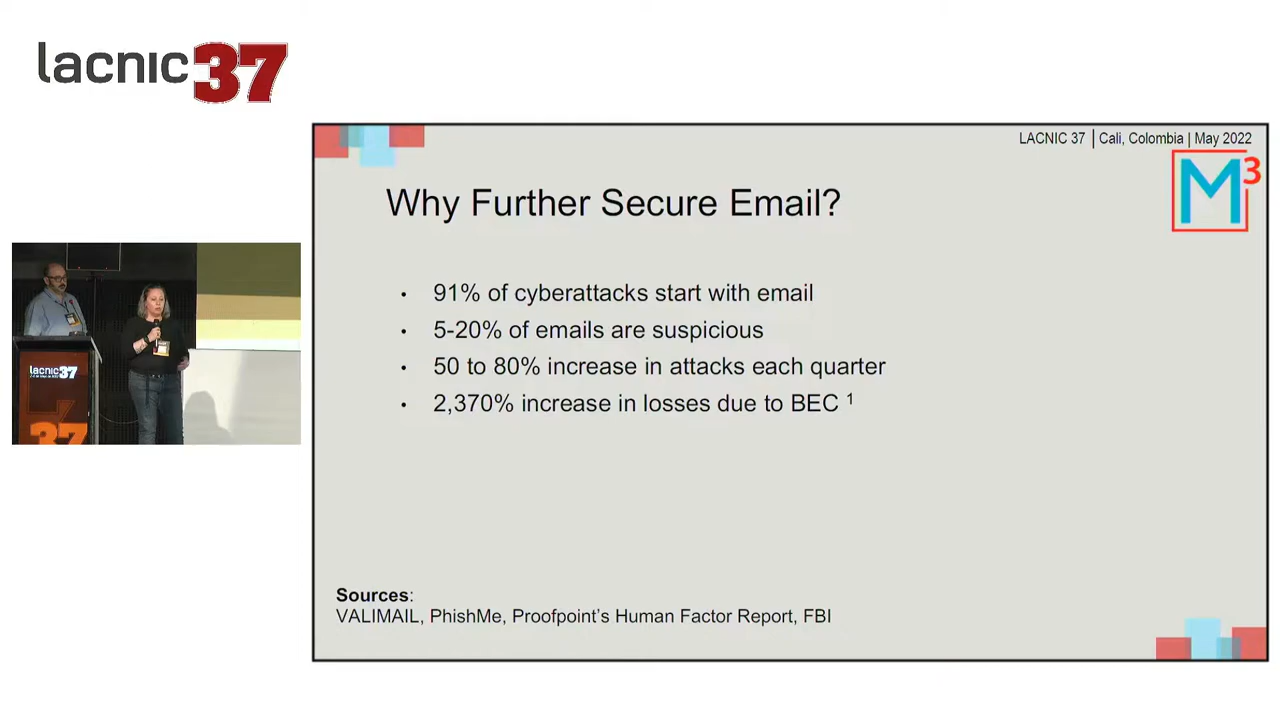 lacnic37
LACNIC 37 | Cali, Colombia | May 2022
M3
Why Further Secure Email?
• 91% of cyberattacks start with email
• 5-20% of emails are suspicious
• 50 to 80% increase in attacks each quarter
• 2,370% increase in losses due to BEC 1
lacnic37
37
Sources:
VALIMAIL, PhishMe, Proofpoint's Human Factor Report, FBI